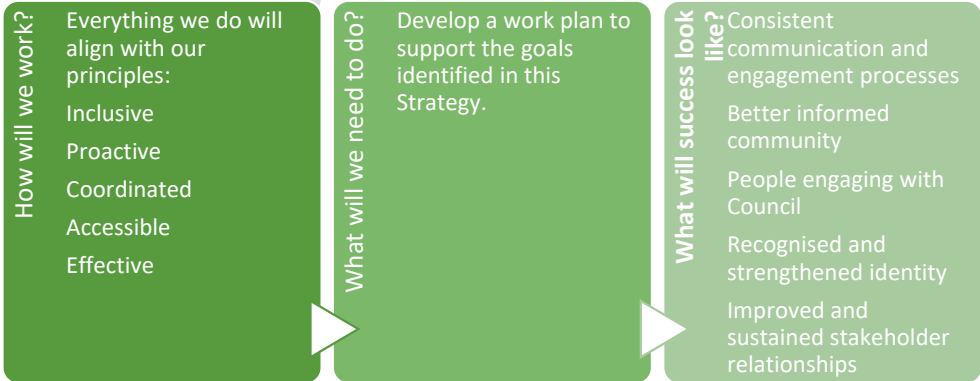 How will we work?
Everything we do will
align with our
principles:
Inclusive
Proactive
Coordinated
Accessible
Effective
What will we need to do?
Develop a work plan to
support the goals
identified in this
Strategy.
What will success look
like?
Consistent
communication and
engagement processes
Better informed
community
People engaging with
Council
Recognised and
strengthened identity
Improved and
sustained stakeholder
relationships